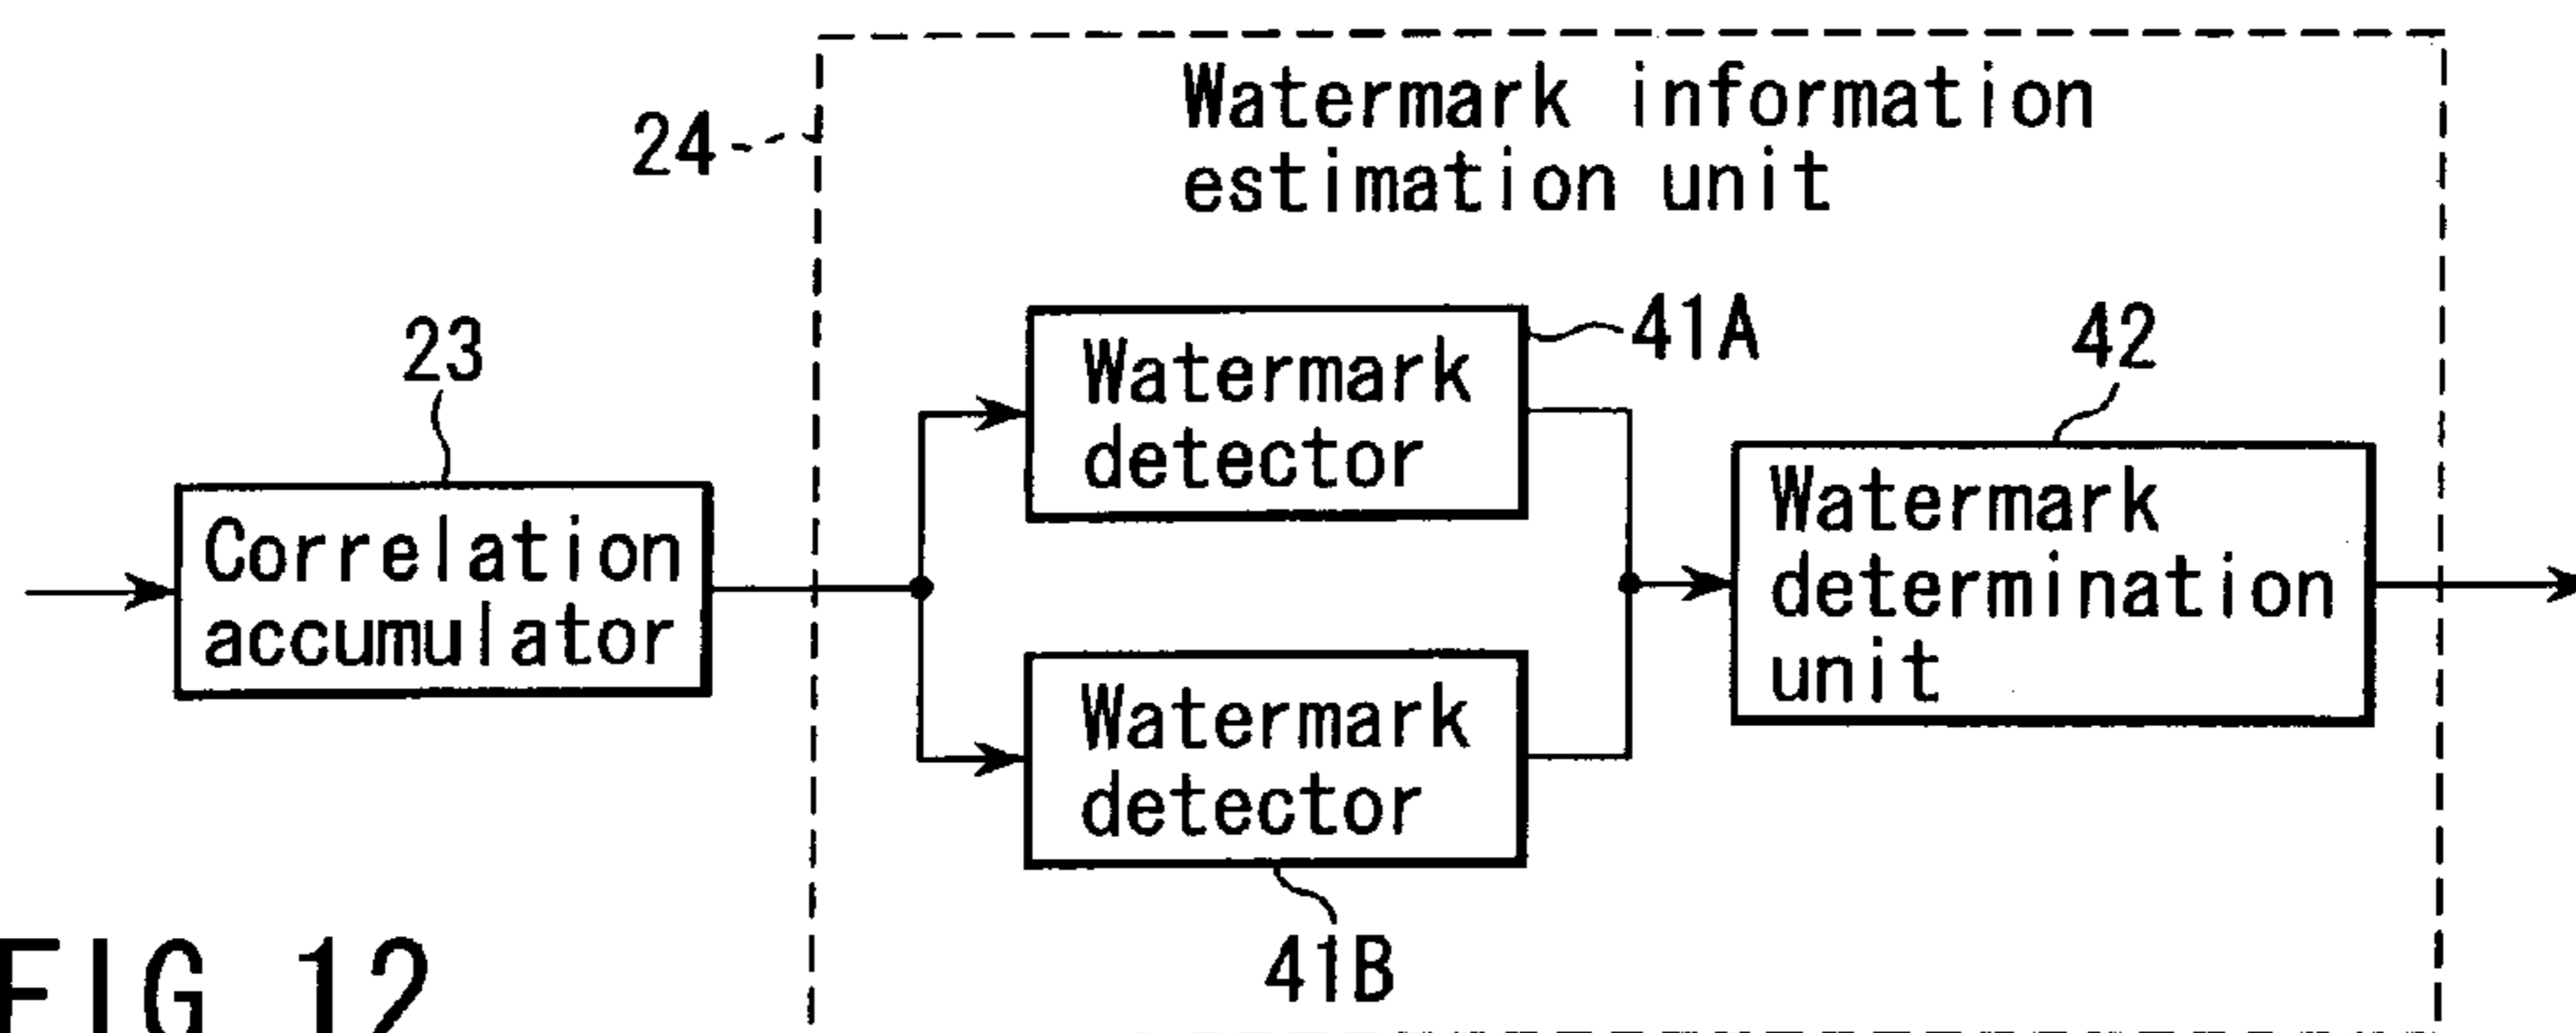 Watermark information
estimation unit
24
23
41A
42
Watermark
detector
Correlation
accumulator
Watermark
determination
unit
Watermark
detector
41B
FIG 12